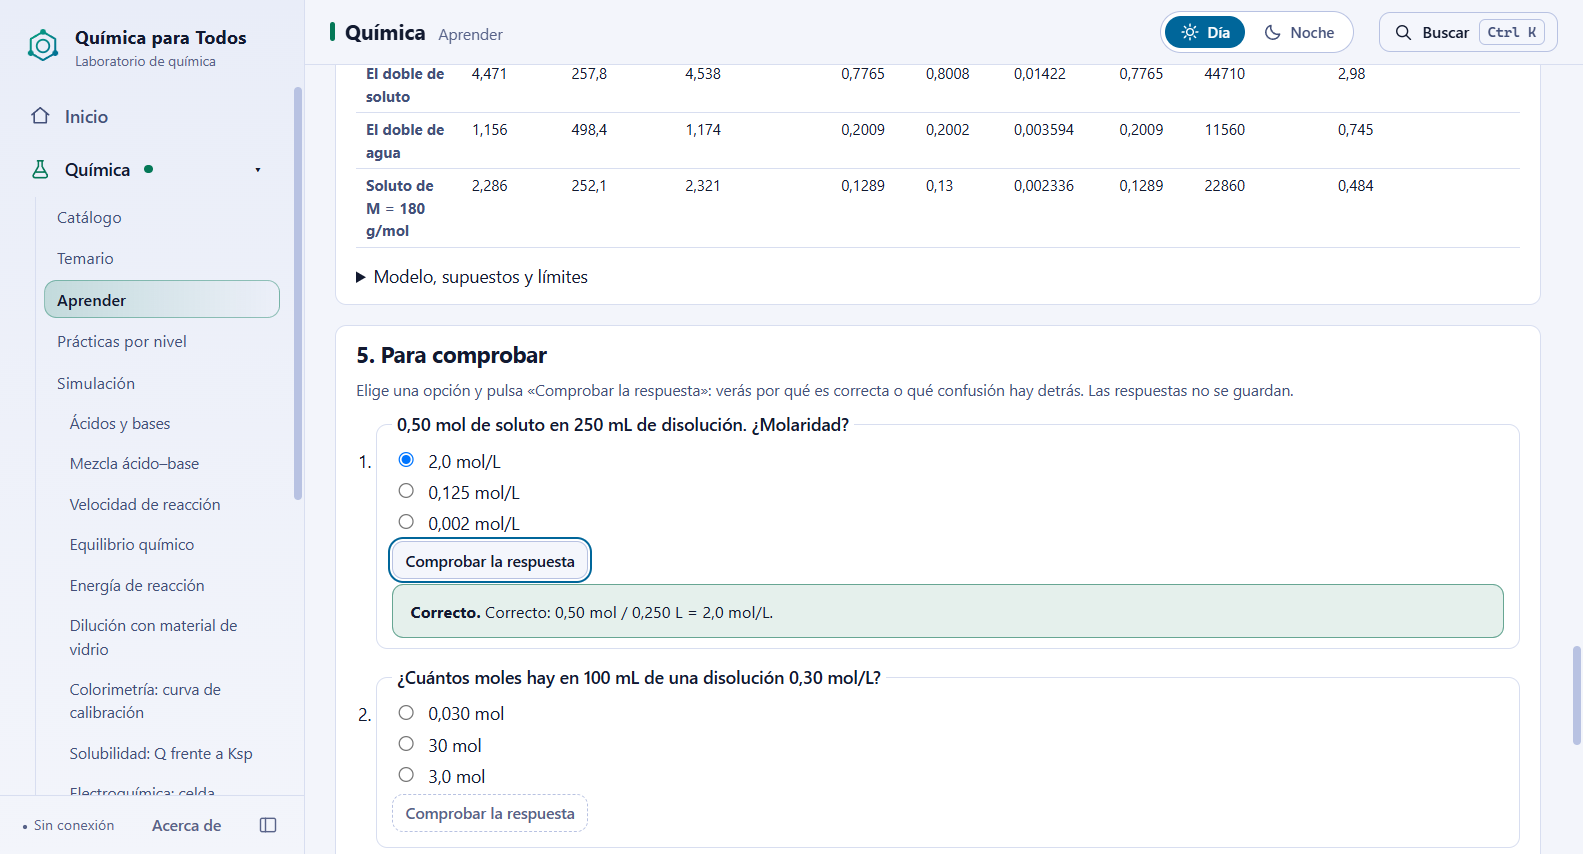 Química para Todos
Laboratorio de química
Inicio
Química
Catálogo
Temario
Aprender
Prácticas por nivel
Simulación
Ácidos y bases
Mezcla ácido–base
Velocidad de reacción
Equilibrio químico
Energía de reacción
Dilución con material de
vidrio
Colorimetría: curva de
calibración
Solubilidad: Q frente a Ksp
Electroquímica: celda
Sin conexión
Acerca de
Química Aprender
Día
Noche
Buscar Ctrl K
El doble de 4,471 257,8 4,538 0,7765 0,8008 0,01422 0,7765 44710 2,98
soluto
El doble de 1,156 498,4 1,174 0,2009 0,2002 0,003594 0,2009 11560 0,745
agua
Soluto de 2,286 252,1 2,321 0,1289 0,13 0,002336 0,1289 22860 0,484
M = 180
g/mol
Modelo, supuestos y límites
5. Para comprobar
Elige una opción y pulsa «Comprobar la respuesta»: verás por qué es correcta o qué confusión hay detrás. Las respuestas no se guardan.
0,50 mol de soluto en 250 mL de disolución. ¿Molaridad?
1. 2,0 mol/L
0,125 mol/L
0,002 mol/L
Comprobar la respuesta
Correcto. Correcto: 0,50 mol / 0,250 L = 2,0 mol/L.
¿Cuántos moles hay en 100 mL de una disolución 0,30 mol/L?
2. 0,030 mol
30 mol
3,0 mol
Comprobar la respuesta